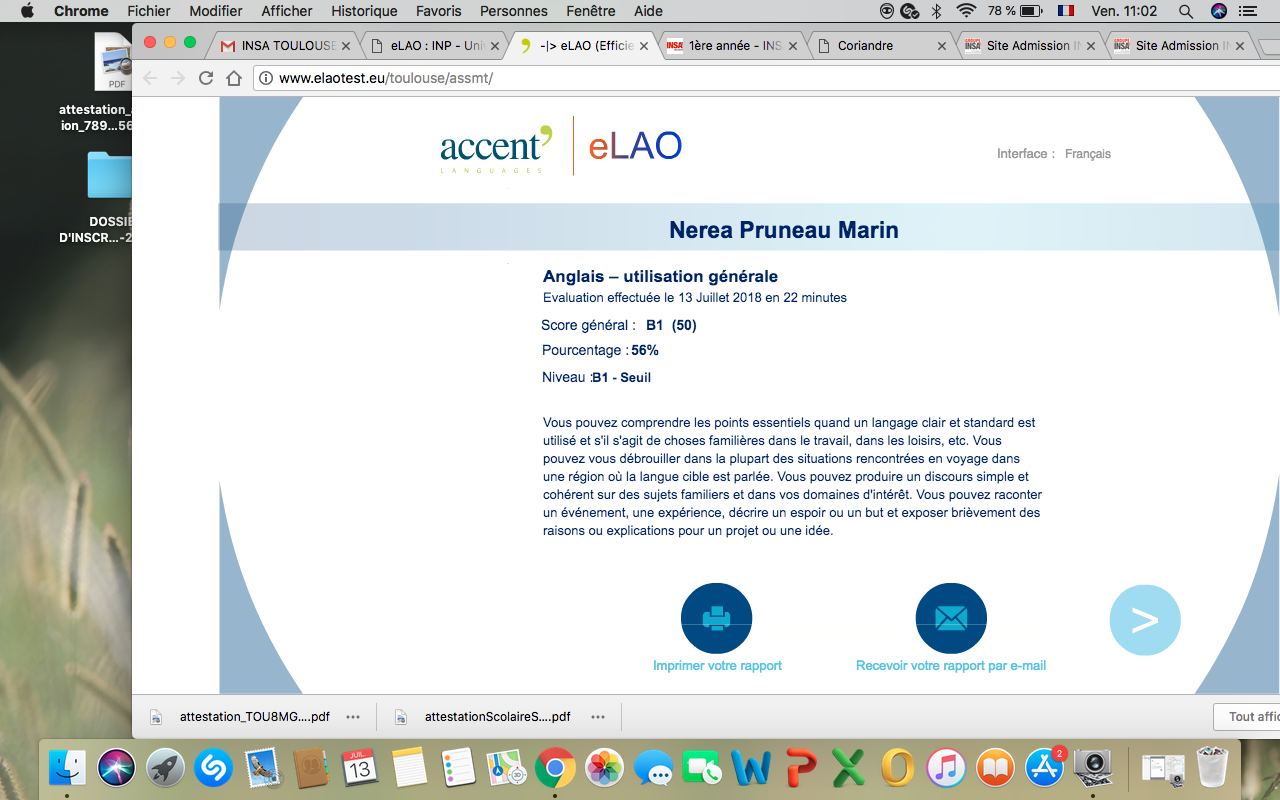 Chrome Fichier Modifier Afficher Historique Favoris Personnes Fenêtre Aide 78 % Ven. 11:02
INSA TOULOUSE eLAO : INP - Uni -|> eLAO (Efficie 1ère année - INS Coriandre Site Admission IN Site Admission IN
www.elaotest.eu/toulouse/assmt/
PDF
attestation_
ion_789...56
DOSSIE
D'INSCR...-2
accent'
LANGUAGES
eLAO
Interface : Français
Nerea Pruneau Marin
Anglais – utilisation générale
Evaluation effectuée le 13 Juillet 2018 en 22 minutes
Score général : B1 (50)
Pourcentage : 56%
Niveau : B1 - Seuil
Vous pouvez comprendre les points essentiels quand un langage clair et standard est
utilisé et s'il s'agit de choses familières dans le travail, dans les loisirs, etc. Vous
pouvez vous débrouiller dans la plupart des situations rencontrées en voyage dans
une région où la langue cible est parlée. Vous pouvez produire un discours simple et
cohérent sur des sujets familiers et dans vos domaines d'intérêt. Vous pouvez raconter
un événement, une expérience, décrire un espoir ou un but et exposer brièvement des
raisons ou explications pour un projet ou une idée.
>
Imprimer votre rapport Recevoir votre rapport par e-mail
attestation_TOU8MG....pdf attestationScolaireS....pdf Tout affic
JUIL.
13
2